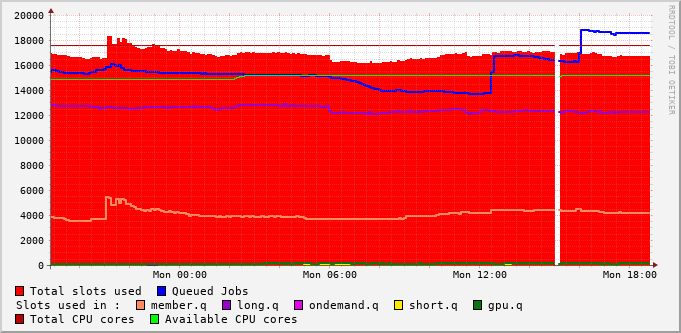 20000
18000
16000
14000
12000
10000
8000
6000
4000
2000
0
Mon 00:00 Mon 06:00 Mon 12:00 Mon 18:00
Total slots used Queued Jobs
Slots used in : member.q long.q ondemand.q short.q gpu.q
Total CPU cores Available CPU cores
RRDTOOL / TOBI OETIKER